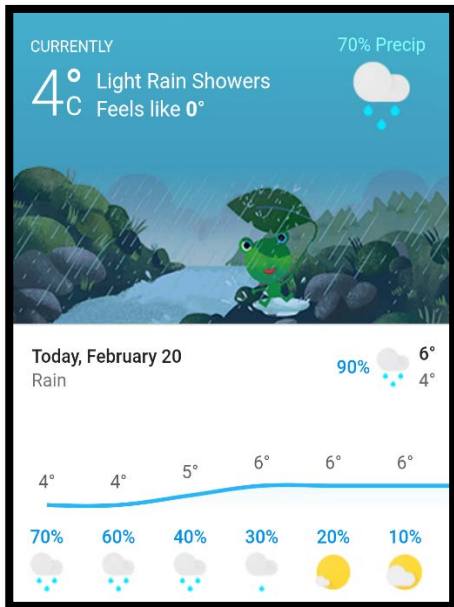 CURRENTLY
70% Precip
4°C
Light Rain Showers
Feels like 0°
Today, February 20
Rain
90%
6°
4°
4° 4° 5° 6° 6° 6°
70% 60% 40% 30% 20% 10%